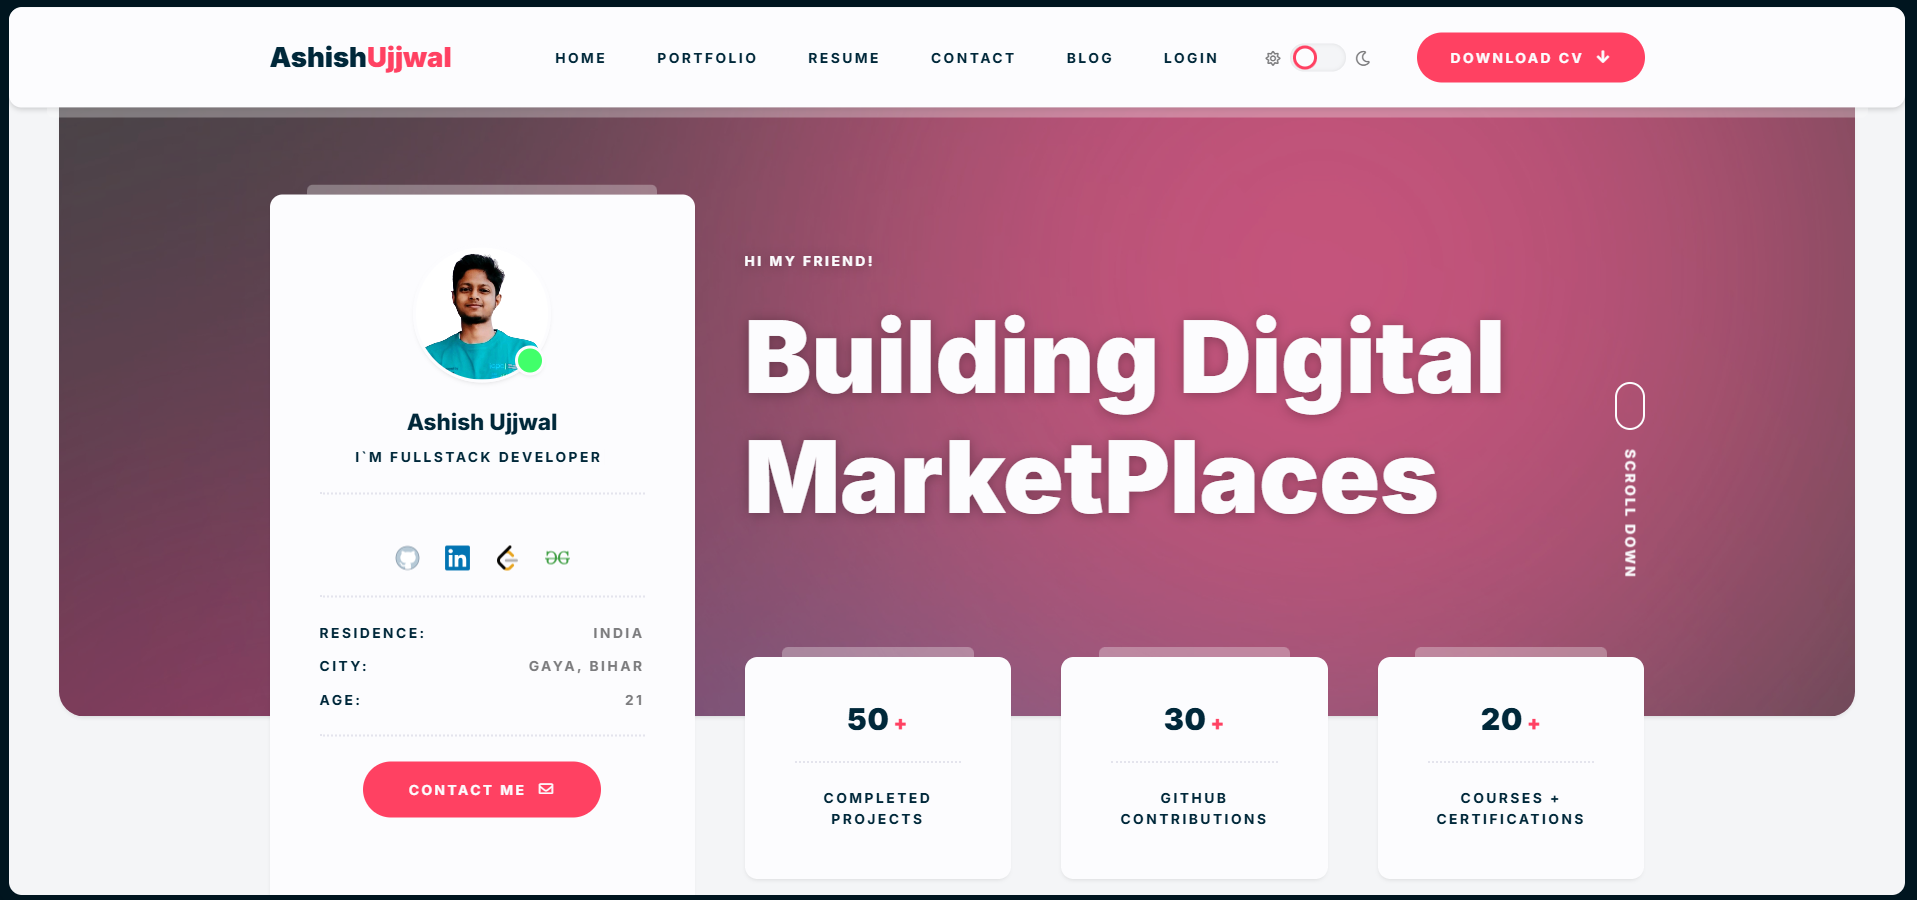 AshishUjjwal
HOME
PORTFOLIO
RESUME
CONTACT
BLOG
LOGIN
DOWNLOAD CV
Ashish Ujjwal
I`M FULLSTACK DEVELOPER
in
RESIDENCE: INDIA
CITY: GAYA, BIHAR
AGE: 21
CONTACT ME
HI MY FRIEND!
Building Digital
MarketPlaces
SCROLL DOWN
50 +
COMPLETED
PROJECTS
30 +
GITHUB
CONTRIBUTIONS
20 +
COURSES +
CERTIFICATIONS